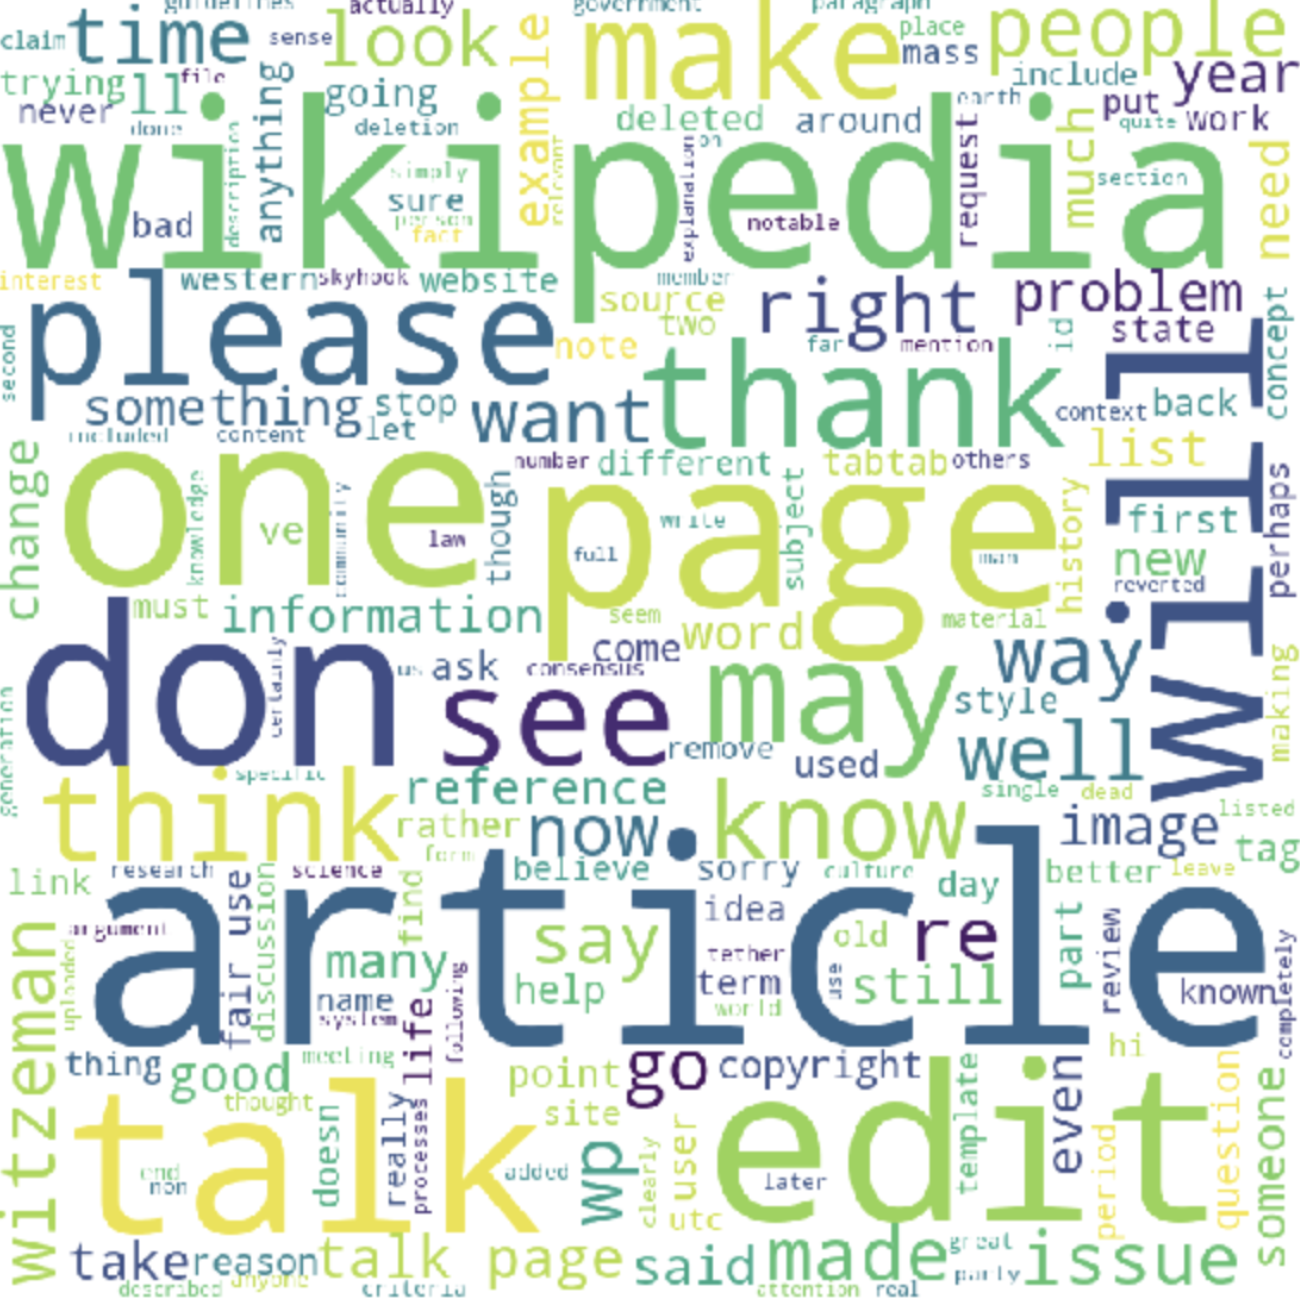 guidelines
actually
government
paragraph
claim
time
sense
look
example
make
place
mass
people
trying
ll
file
going
include
year
never
done
anything
deletion
deleted
around
earth
put
work
quite
much
need
wikipedia
description
simply
sure
person
fact
relevant
explanation
on
request
section
bad
notable
interest
western
skyhook
website
member
source
two
right
problem
state
id
concept
second
please
note
far
mention
thank
something
stop
let
want
context
back
included
content
list
will
change
one
number
different
tabtab
others
page
knowledge
ve
community
law
though
full
write
subject
man
history
first
new
reverted
perhaps
must
information
seem
word
material
don
certainly
us
ask
come
consensus
see
may
way
style
well
making
generation
remove
used
specific
think
reference
know
single
dead
listed
rather
now
image
tag
form
link
research
science
believe
sorry
culture
day
better
leave
article
argument
uploaded
fair use
discussion
find
many
name
system
following
say
help
idea
tether
term
world
old
use
re
still
part
review
known
completely
witzeman
thing
good
meeting
life
point
go
copyright
hi
thought
talk
doesn
really
processes
site
edit
template
even
period
question
someone
end
non
added
wp
clearly
user
utc
later
take
reason
talk page
said
made
great
party
issue
described
anyone
criteria
attention
real